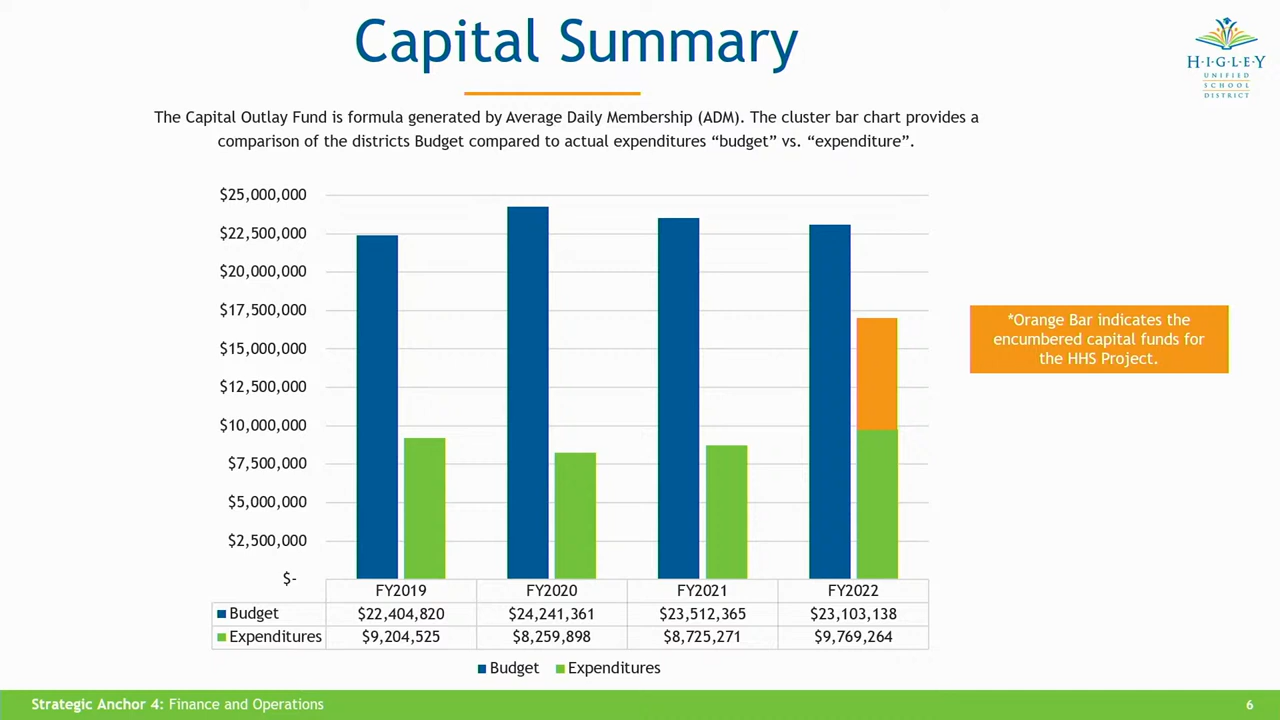 Capital Summary
H·I·G·L·E·Y
UNIFIED
SCHOOL
DISTRICT
The Capital Outlay Fund is formula generated by Average Daily Membership (ADM). The cluster bar chart provides a
comparison of the districts Budget compared to actual expenditures “budget” vs. “expenditure”.
$25,000,000
$22,500,000
$20,000,000
$17,500,000
$15,000,000
$12,500,000
$10,000,000
$7,500,000
$5,000,000
$2,500,000
$-
*Orange Bar indicates the
encumbered capital funds for
the HHS Project.
FY2019 FY2020 FY2021 FY2022
Budget $22,404,820 $24,241,361 $23,512,365 $23,103,138
Expenditures $9,204,525 $8,259,898 $8,725,271 $9,769,264
Budget Expenditures
Strategic Anchor 4: Finance and Operations 6